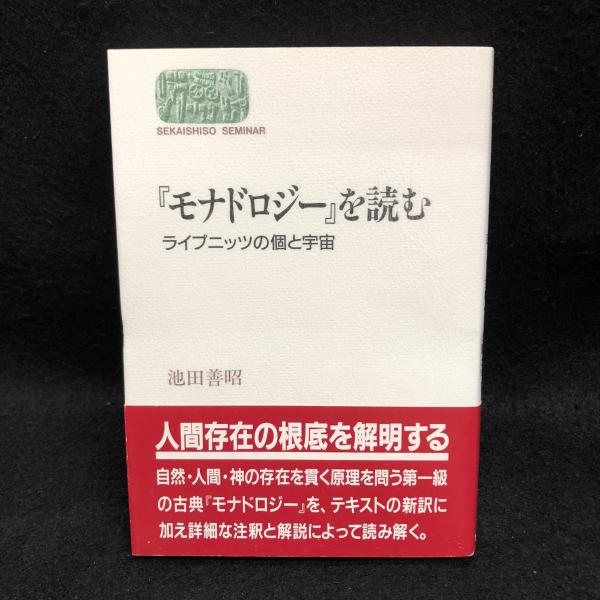 SEKAISHISO SEMINAR
『モナドロジー』を読む
ライプニッツの個と宇宙
池田善昭
人間存在の根底を解明する
自然・人間・神の存在を貫く原理を問う第一級
の古典『モナドロジー』を、テキストの新訳に
加え詳細な注釈と解説によって読み解く。